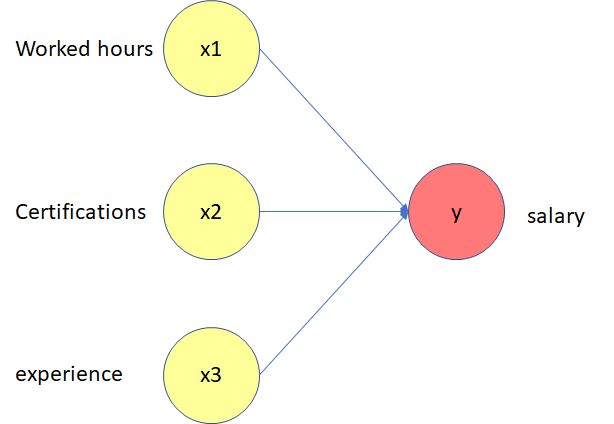 Worked hours
x1
Certifications
x2
y
salary
experience
x3